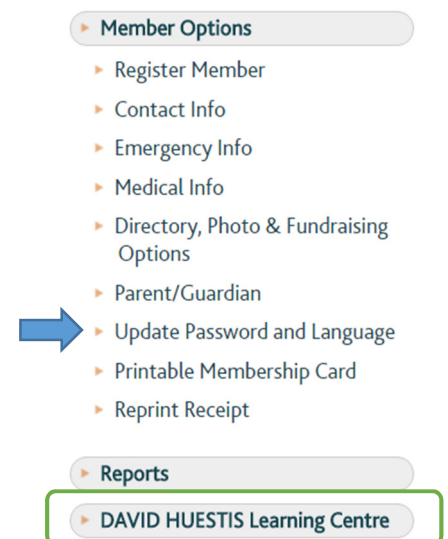 Member Options
Register Member
Contact Info
Emergency Info
Medical Info
Directory, Photo & Fundraising
Options
Parent/Guardian
Update Password and Language
Printable Membership Card
Reprint Receipt
Reports
DAVID HUESTIS Learning Centre